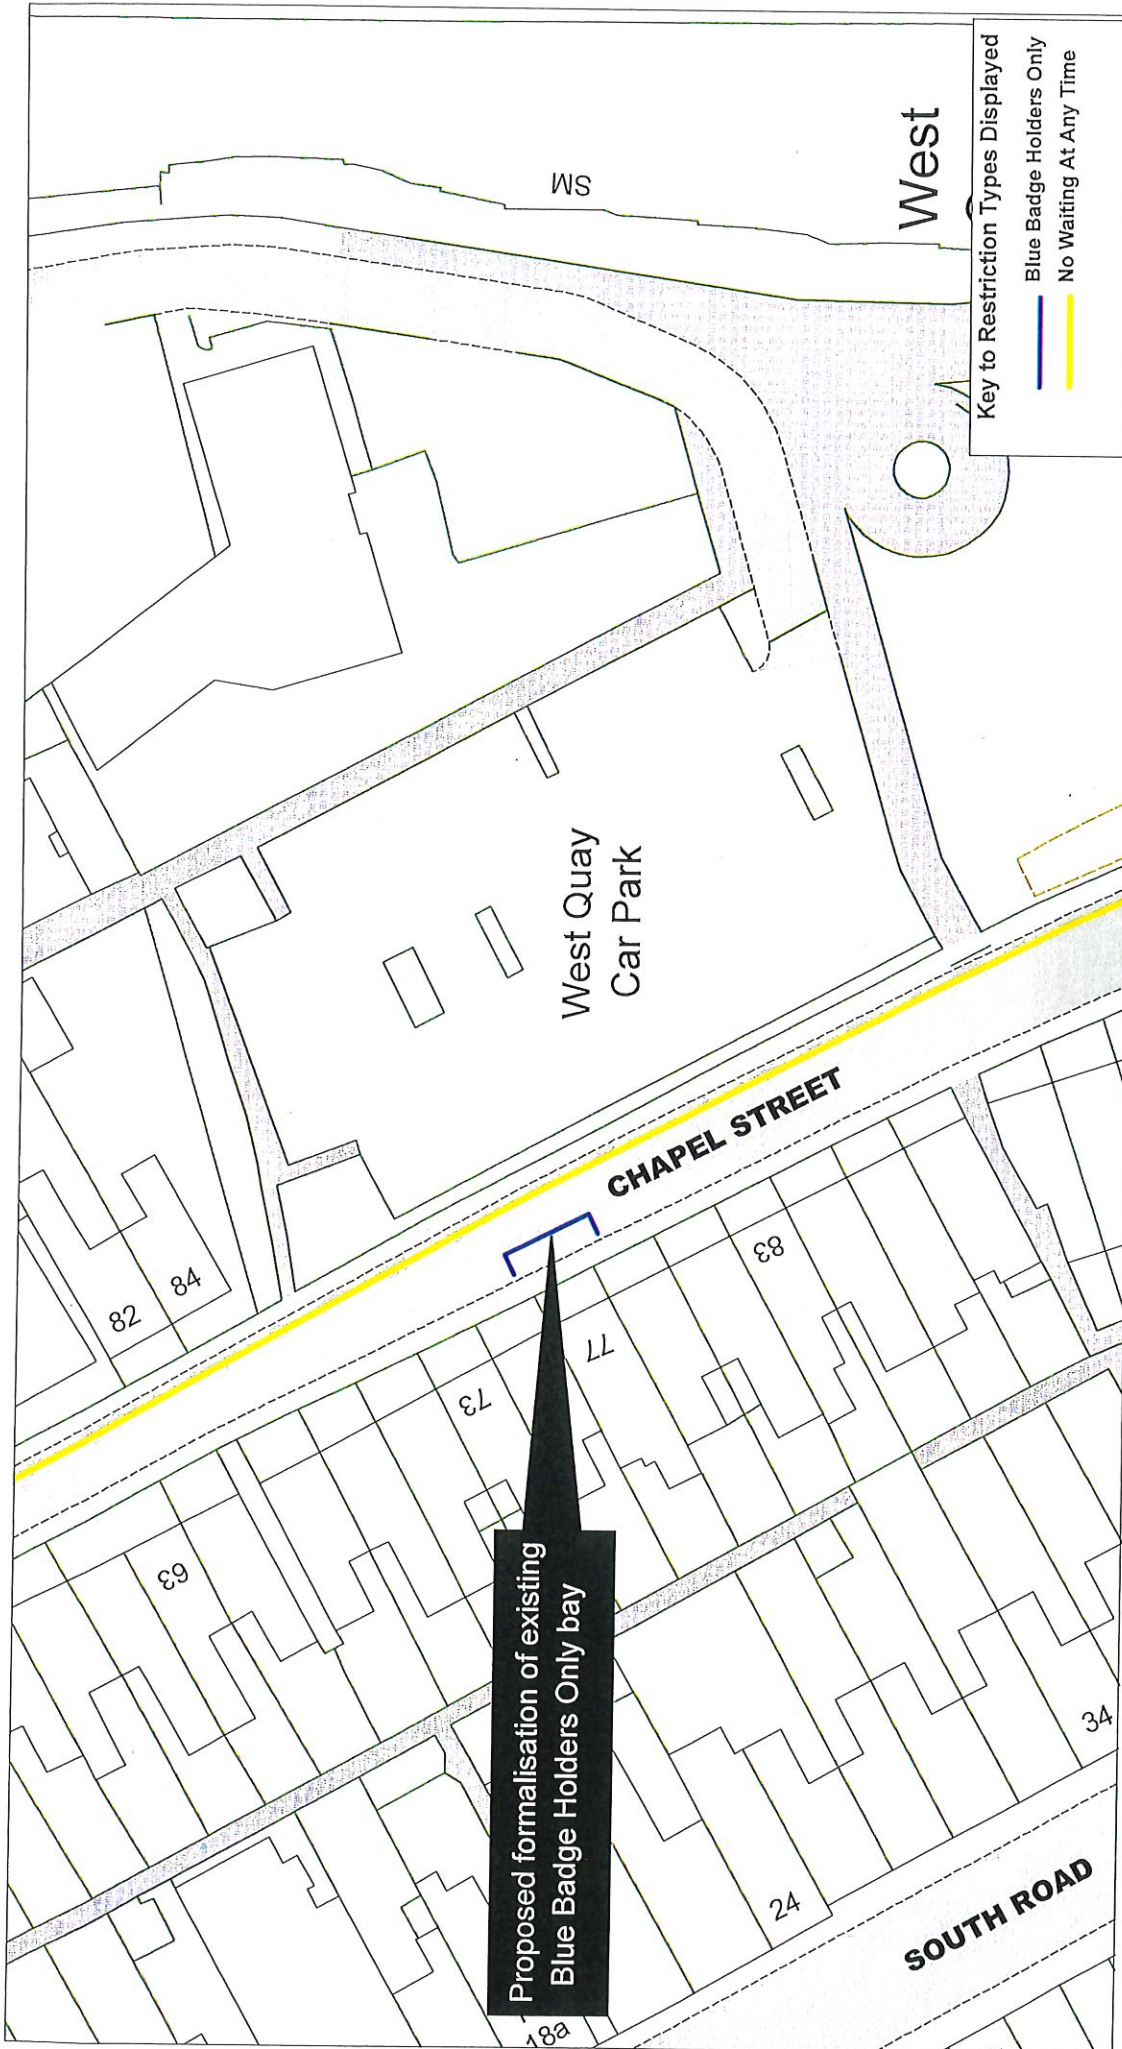 Proposed formalisation of existing
Blue Badge Holders Only bay
18a
24
34
SOUTH ROAD
63
73
77
83
82
84
CHAPEL STREET
West Quay
Car Park
SM
West
Key to Restriction Types Displayed
Blue Badge Holders Only
No Waiting At Any Time